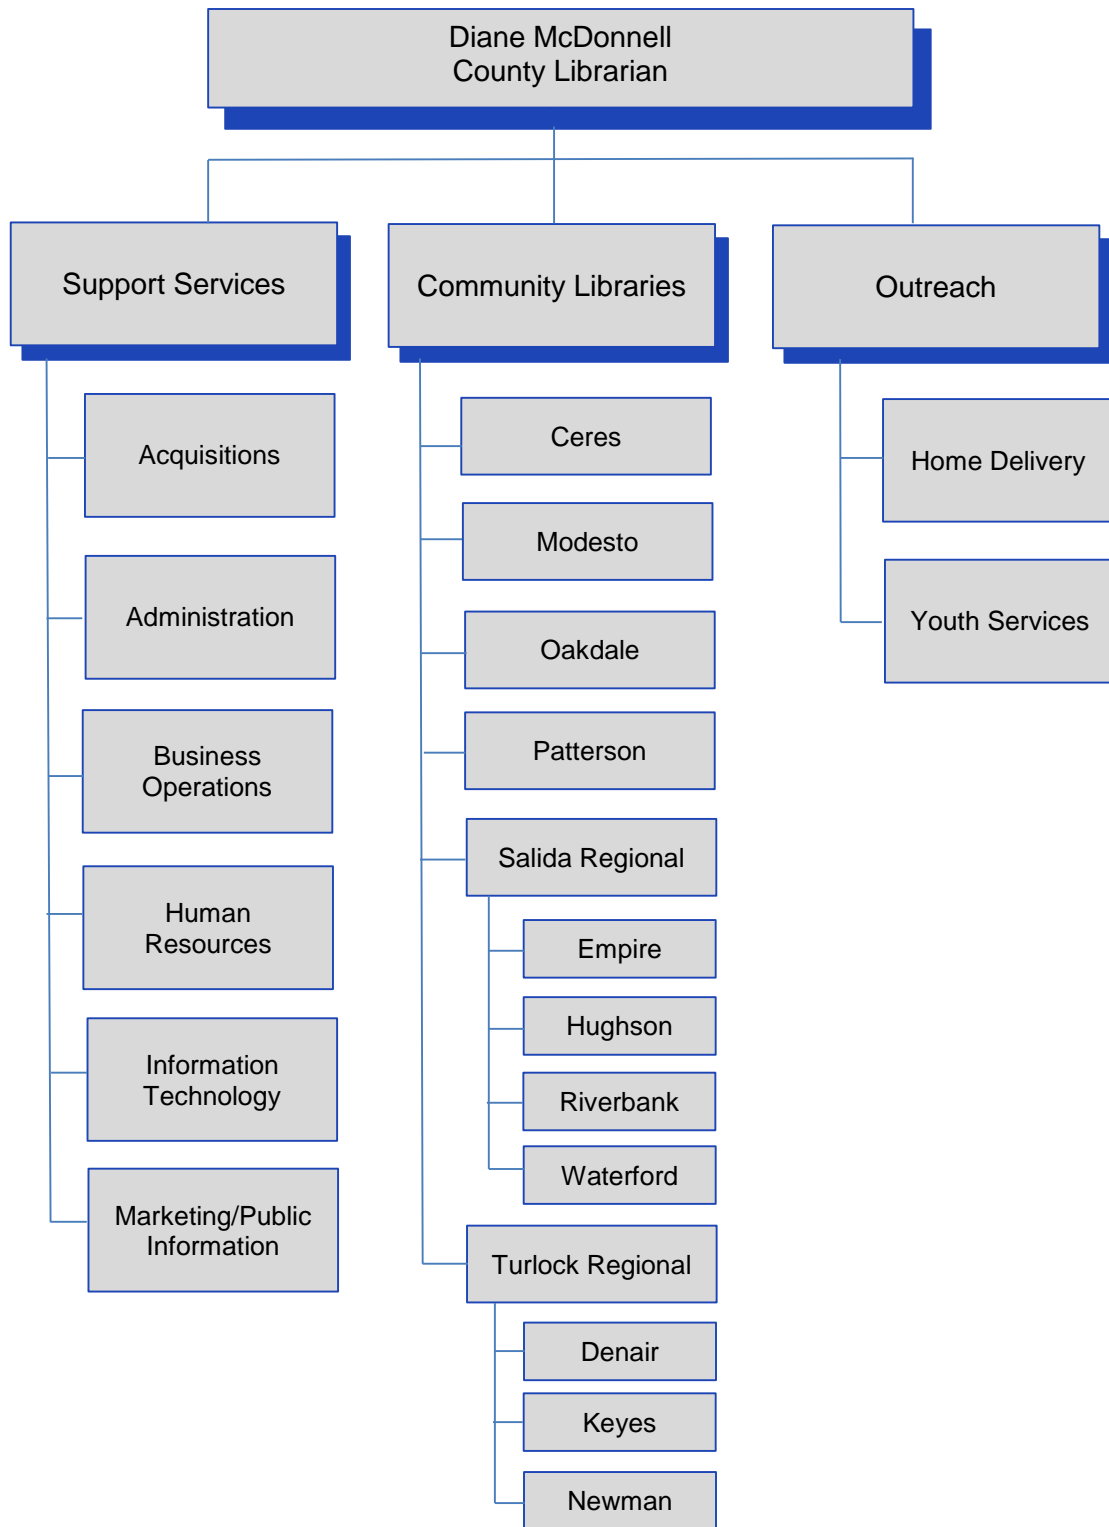 Diane McDonnell
County Librarian
Support Services
Acquisitions
Administration
Business
Operations
Human
Resources
Information
Technology
Marketing/Public
Information
Community Libraries
Ceres
Modesto
Oakdale
Patterson
Salida Regional
Empire
Hughson
Riverbank
Waterford
Turlock Regional
Denair
Keyes
Newman
Outreach
Home Delivery
Youth Services